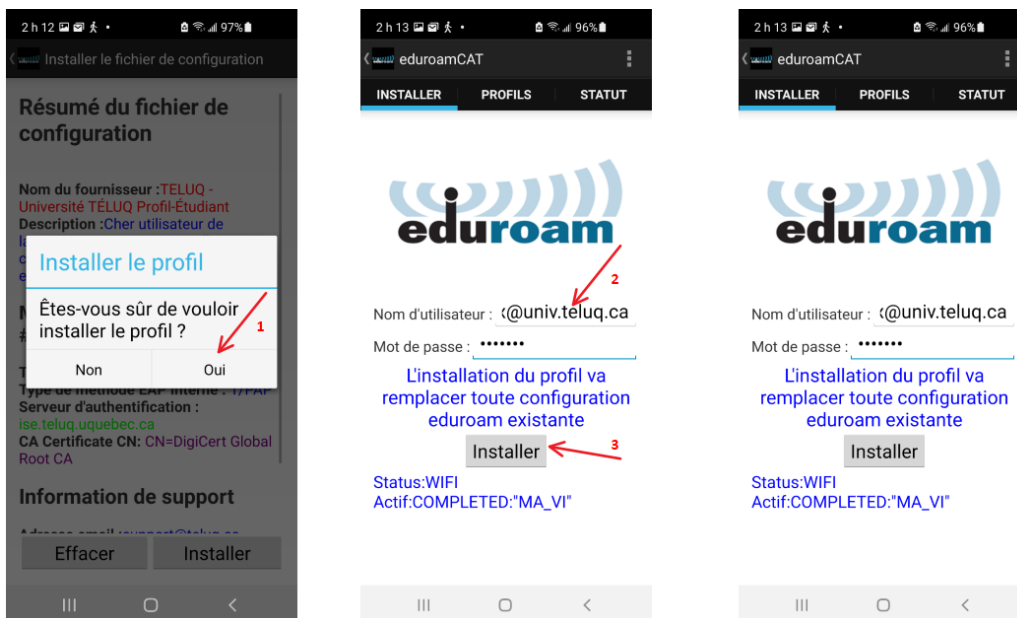 2 h 12 97%
Installer le fichier de configuration
Résumé du fichier de
configuration
Nom du fournisseur :TELUQ -
Université TÉLUQ Profil-Étudiant
Description :Cher utilisateur de
Installer le profil
Êtes-vous sûr de vouloir
installer le profil ?
1
Non Oui
Type de méthode EAP interne :
Serveur d'authentification :
ise.teluq.uquebec.ca
CA Certificate CN: CN=DigiCert Global
Root CA
Information de support
Effacer Installer
2 h 13 96%
eduroamCAT
INSTALLER PROFILS STATUT
eduroam
2
Nom d'utilisateur : @univ.teluq.ca
Mot de passe : •••••••
L'installation du profil va
remplacer toute configuration
eduroam existante
Installer
3
Status:WIFI
Actif:COMPLETED:"MA_VI"
2 h 13 96%
eduroamCAT
INSTALLER PROFILS STATUT
eduroam
Nom d'utilisateur : @univ.teluq.ca
Mot de passe : •••••••
L'installation du profil va
remplacer toute configuration
eduroam existante
Installer
Status:WIFI
Actif:COMPLETED:"MA_VI"